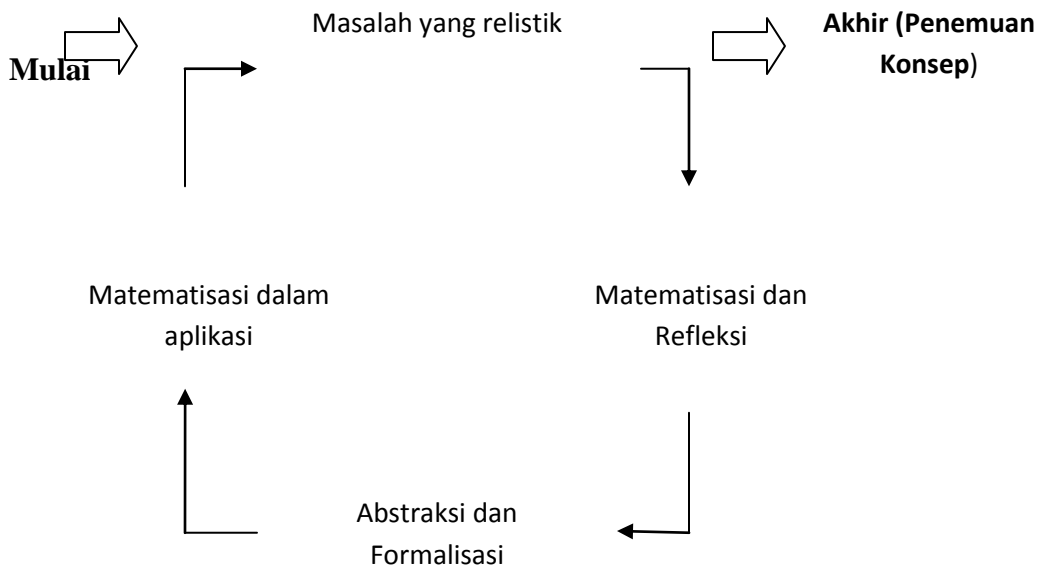 Masalah yang relistik
Akhir (Penemuan
Konsep)
Mulai
Matematisasi dalam
aplikasi
Matematisasi dan
Refleksi
Abstraksi dan
Formalisasi